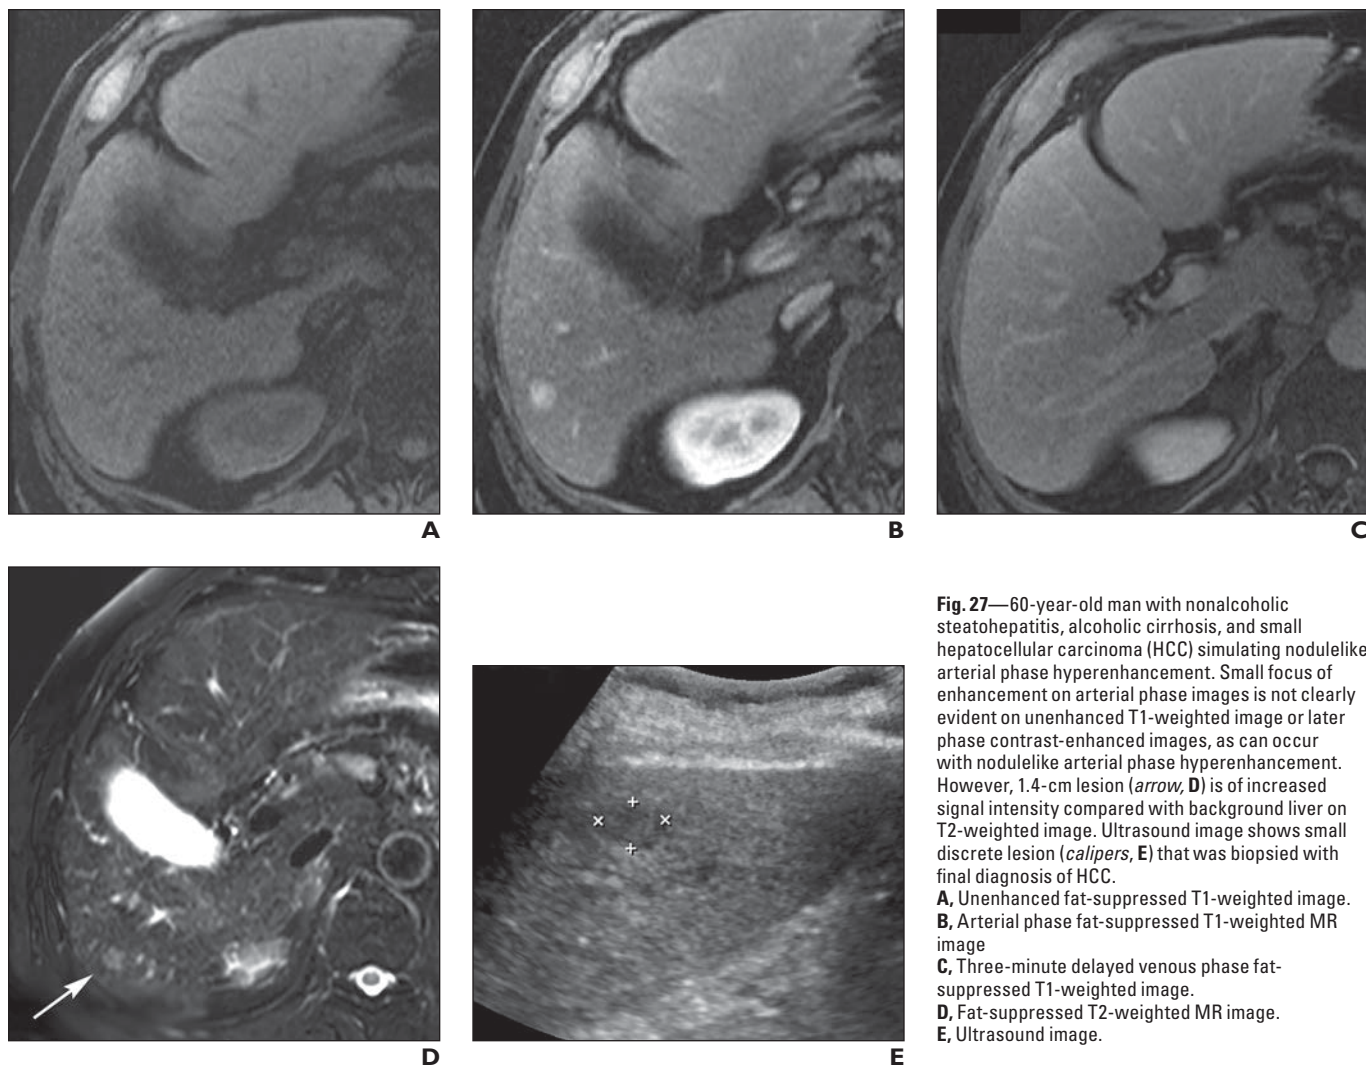 A
B
C
D
E
Fig. 27—60-year-old man with nonalcoholic
steatohepatitis, alcoholic cirrhosis, and small
hepatocellular carcinoma (HCC) simulating nodulelike
arterial phase hyperenhancement. Small focus of
enhancement on arterial phase images is not clearly
evident on unenhanced T1-weighted image or later
phase contrast-enhanced images, as can occur
with nodulelike arterial phase hyperenhancement.
However, 1.4-cm lesion (arrow, D) is of increased
signal intensity compared with background liver on
T2-weighted image. Ultrasound image shows small
discrete lesion (calipers, E) that was biopsied with
final diagnosis of HCC.
A, Unenhanced fat-suppressed T1-weighted image.
B, Arterial phase fat-suppressed T1-weighted MR
image
C, Three-minute delayed venous phase fat-
suppressed T1-weighted image.
D, Fat-suppressed T2-weighted MR image.
E, Ultrasound image.